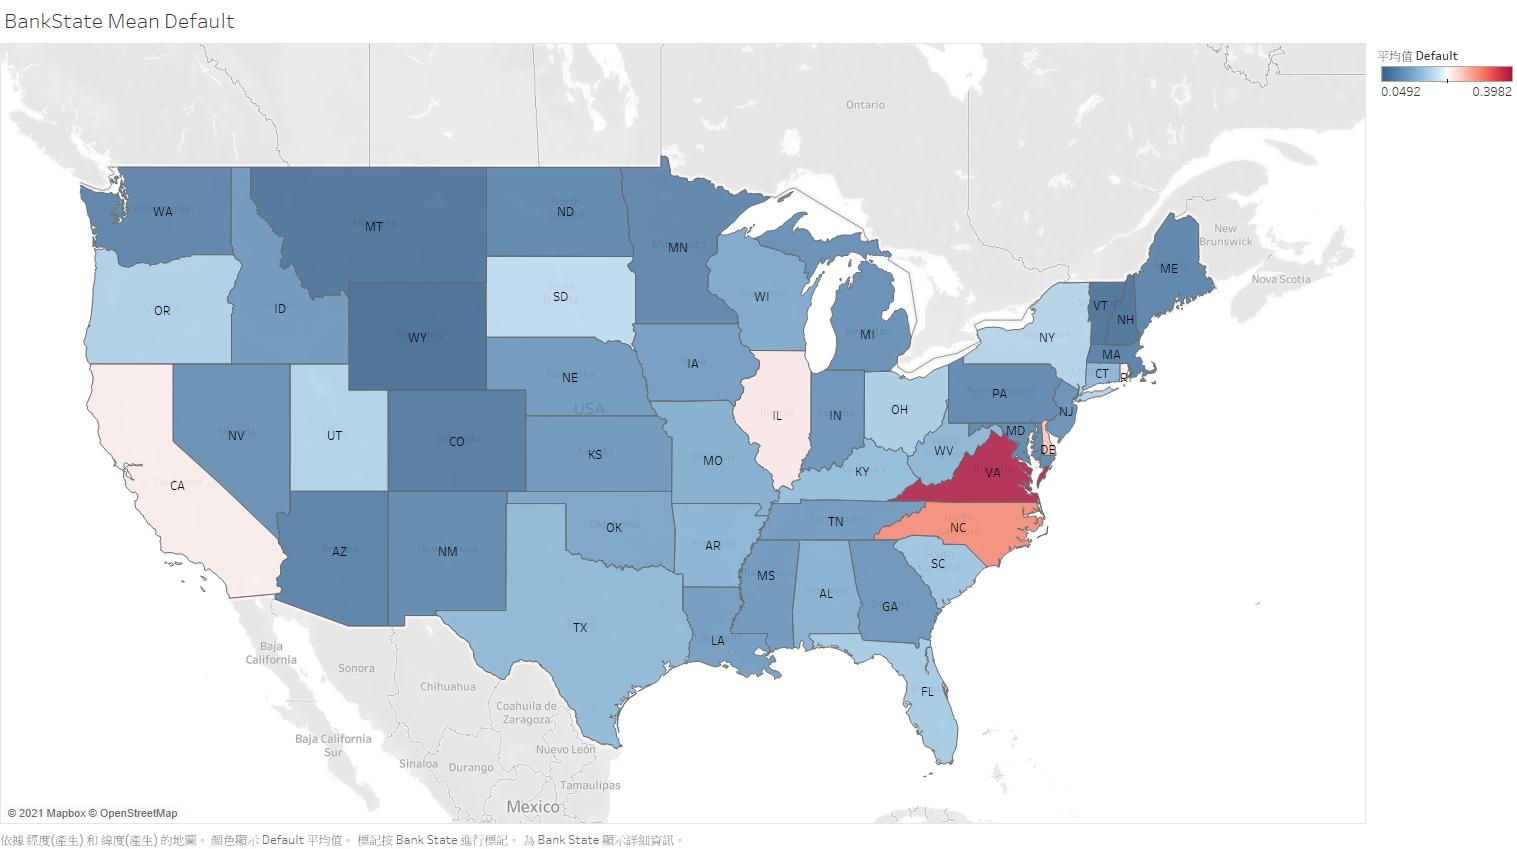 BankState Mean Default
平均值 Default
0.0492 0.3982
Ontario
New
Brunswick
Nova Scotia
WA
MT
ND
MN
ME
OR
ID
SD
WI
MI
NY
VT
NH
MA
CT
WY
IA
NE
PA
NJ
MD
USA
IL
IN
OH
NV
UT
CO
KS
MO
KY
WV
VA
CA
AZ
NM
OK
AR
TN
NC
SC
MS
AL
GA
TX
LA
FL
Baja
California
Sonora
Chihuahua
Coahuila de
Zaragoza
Baja California
Sur
Nuevo León
Sinaloa
Durango
Tamaulipas
Mexico
© 2021 Mapbox © OpenStreetMap
依據 經度(產生) 和 緯度(產生) 的地圖。 顏色顯示 Default 平均值。 標記按 Bank State 進行標記。 為 Bank State 顯示詳細資訊。